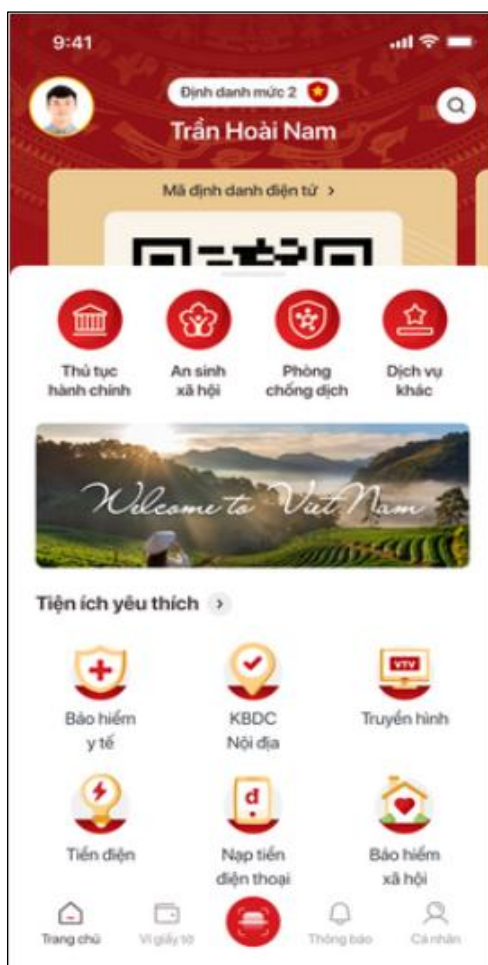 9:41
Định danh mức 2
Trần Hoài Nam
Mã định danh điện tử
Thủ tục
hành chính
An sinh
xã hội
Phòng
chống dịch
Dịch vụ
khác
Welcome to Viet Nam
Tiện ích yêu thích
Bảo hiểm
y tế
KBDC
Nội địa
VTV
Truyền hình
Tiền điện
đ
Nạp tiền
điện thoại
Bảo hiểm
xã hội
Trang chủ
Ví giấy tờ
Thông báo
Cá nhân